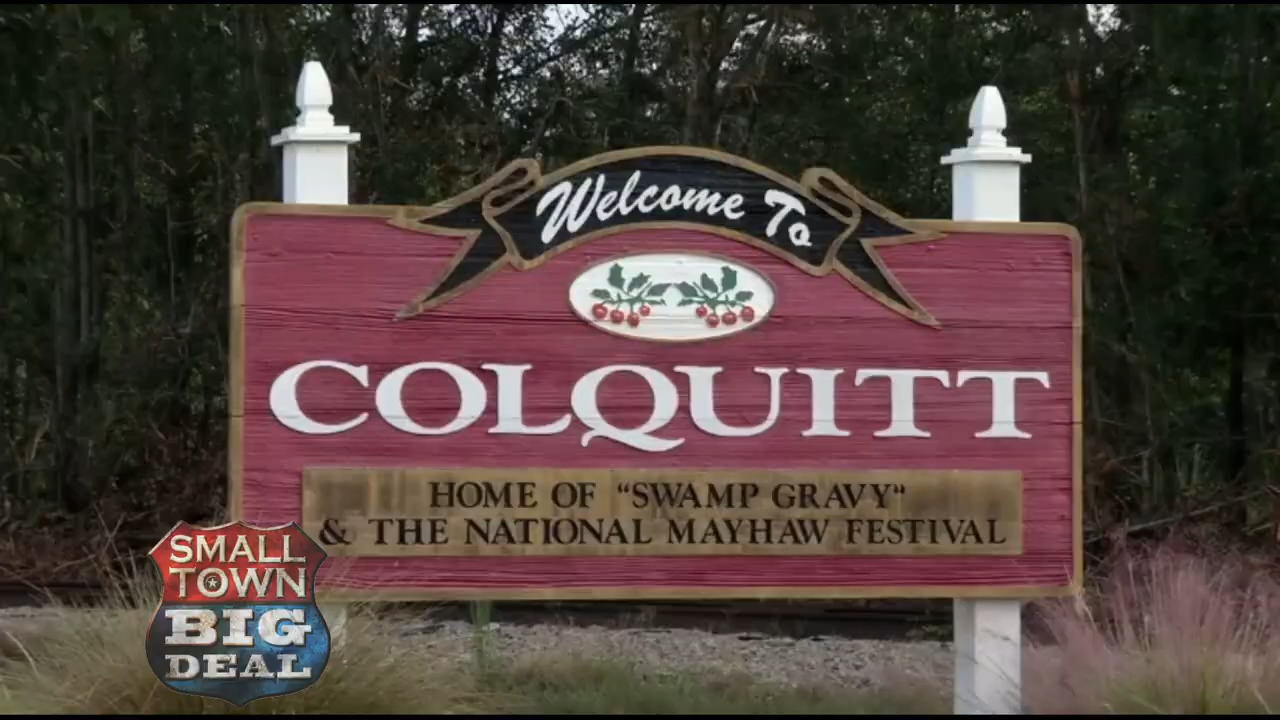 Welcome To
COLQUITT
HOME OF "SWAMP GRAVY"
& THE NATIONAL MAYHAW FESTIVAL
SMALL
TOWN
BIG
DEAL